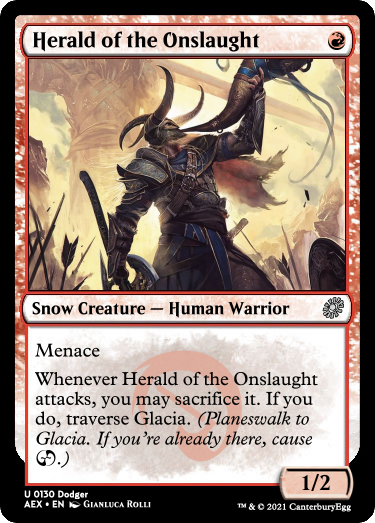 Herald of the Onslaught
Snow Creature — Human Warrior
Menace
Whenever Herald of the Onslaught
attacks, you may sacrifice it. If you
do, traverse Glacia. (Planeswalk to
Glacia. If you're already there, cause
.)
1/2
U 0130 Dodger
AEX • EN Gianluca Rolli
™ & © 2021 CanterburyEgg